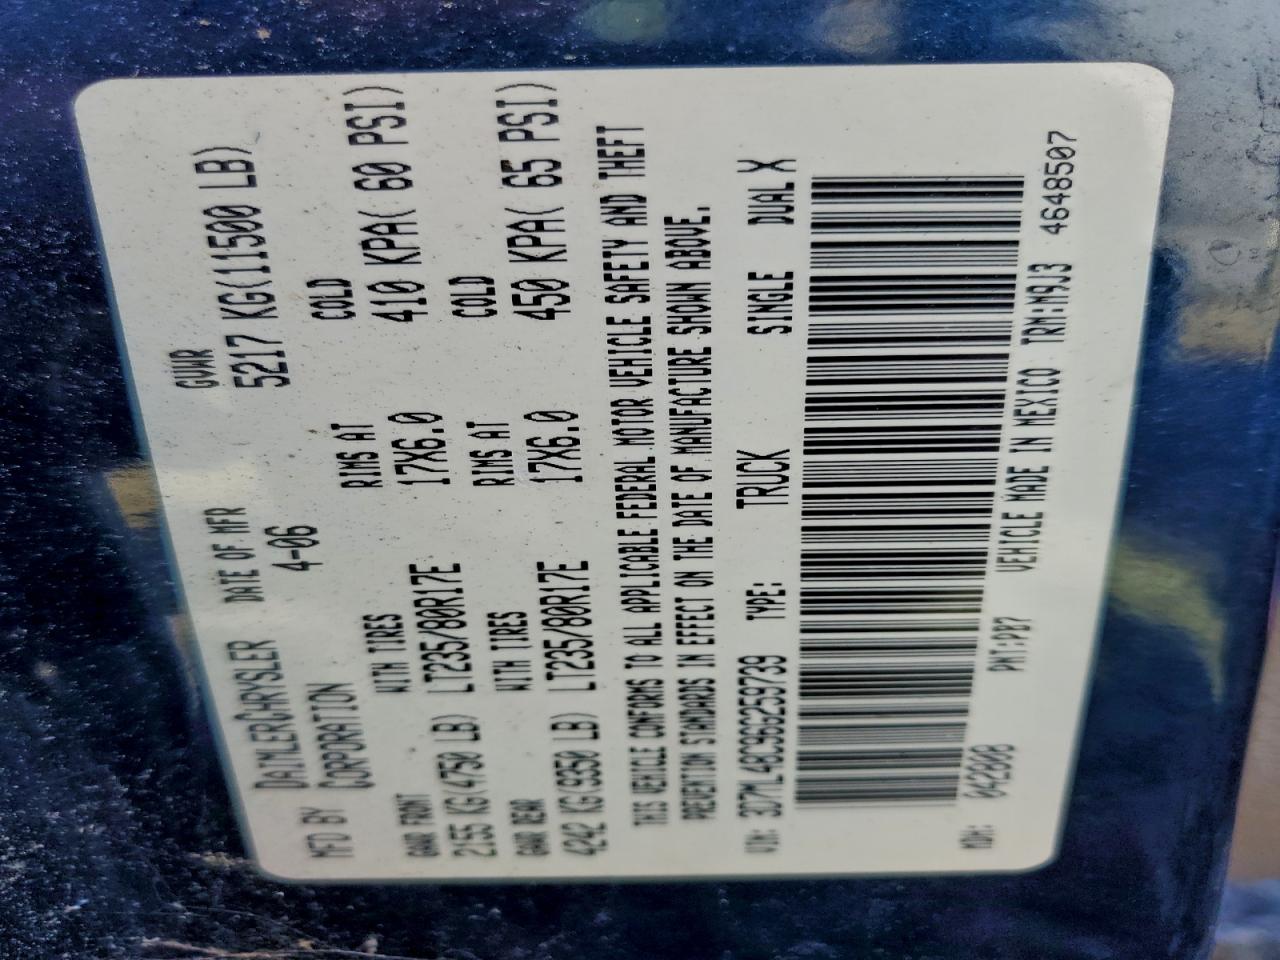 MFD BY DAIMLERCHRYSLER CORPORATION
DATE OF MFR 4-06
GVWR 5217 KG(11500 LB)
GAWR FRONT WITH TIRES RIMS AT COLD
2155 KG(4750 LB) LT235/80R17E 17X6.0 410 KPA( 60 PSI)
GAWR REAR WITH TIRES RIMS AT COLD
4242 KG(9350 LB) LT235/80R17E 17X6.0 450 KPA( 65 PSI)
THIS VEHICLE CONFORMS TO ALL APPLICABLE FEDERAL MOTOR VEHICLE SAFETY AND THEFT
PREVENTION STANDARDS IN EFFECT ON THE DATE OF MANUFACTURE SHOWN ABOVE.
VIN: 3D7ML48C96G259739 TYPE: TRUCK SINGLE DUAL X
MDH: 04208 PNT:PB7 VEHICLE MADE IN MEXICO TRM:M9J3 4648507